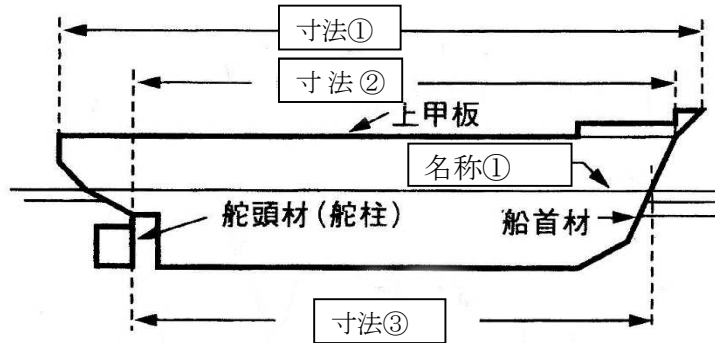 寸法①
寸法②
上甲板
名称①
舵頭材(舵柱)
船首材
寸法③